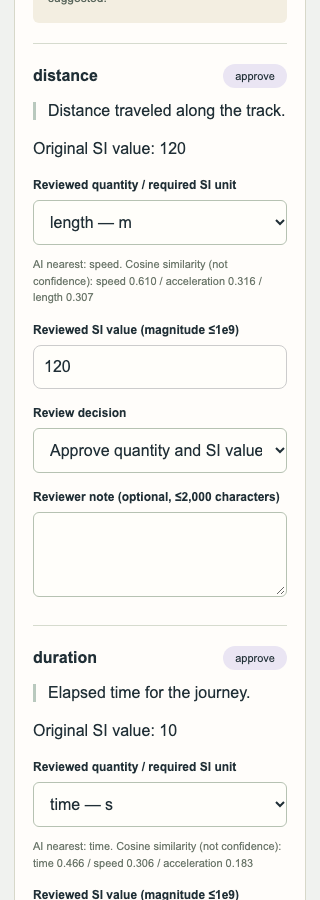 suggested.
distance
approve
Distance traveled along the track.
Original SI value: 120
Reviewed quantity / required SI unit
length — m
AI nearest: speed. Cosine similarity (not
confidence): speed 0.610 / acceleration 0.316 /
length 0.307
Reviewed SI value (magnitude ≤1e9)
120
Review decision
Approve quantity and SI value
Reviewer note (optional, ≤2,000 characters)
duration
approve
Elapsed time for the journey.
Original SI value: 10
Reviewed quantity / required SI unit
time — s
AI nearest: time. Cosine similarity (not confidence):
time 0.466 / speed 0.306 / acceleration 0.183
Reviewed SI value (magnitude ≤1e9)